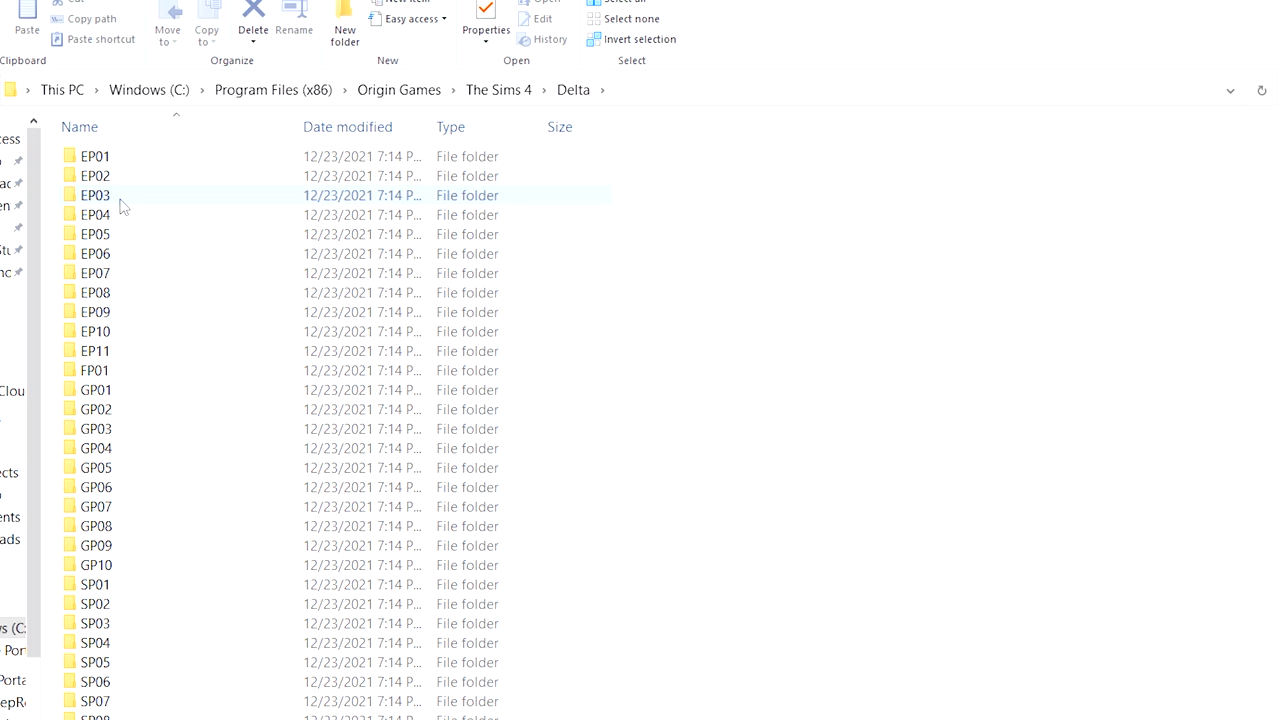 Cut
New item
Open
Select all
Paste
Copy path
Move to
Copy to
Delete
Rename
New folder
Easy access
Properties
Edit
Select none
Paste shortcut
History
Invert selection
Clipboard
Organize
New
Open
Select
This PC › Windows (C:) › Program Files (x86) › Origin Games › The Sims 4 › Delta ›
Name Date modified Type Size
EP01 12/23/2021 7:14 P... File folder
EP02 12/23/2021 7:14 P... File folder
EP03 12/23/2021 7:14 P... File folder
EP04 12/23/2021 7:14 P... File folder
EP05 12/23/2021 7:14 P... File folder
EP06 12/23/2021 7:14 P... File folder
EP07 12/23/2021 7:14 P... File folder
EP08 12/23/2021 7:14 P... File folder
EP09 12/23/2021 7:14 P... File folder
EP10 12/23/2021 7:14 P... File folder
EP11 12/23/2021 7:14 P... File folder
FP01 12/23/2021 7:14 P... File folder
GP01 12/23/2021 7:14 P... File folder
GP02 12/23/2021 7:14 P... File folder
GP03 12/23/2021 7:14 P... File folder
GP04 12/23/2021 7:14 P... File folder
GP05 12/23/2021 7:14 P... File folder
GP06 12/23/2021 7:14 P... File folder
GP07 12/23/2021 7:14 P... File folder
GP08 12/23/2021 7:14 P... File folder
GP09 12/23/2021 7:14 P... File folder
GP10 12/23/2021 7:14 P... File folder
SP01 12/23/2021 7:14 P... File folder
SP02 12/23/2021 7:14 P... File folder
SP03 12/23/2021 7:14 P... File folder
SP04 12/23/2021 7:14 P... File folder
SP05 12/23/2021 7:14 P... File folder
SP06 12/23/2021 7:14 P... File folder
SP07 12/23/2021 7:14 P... File folder
SP08 12/23/2021 7:14 P... File folder